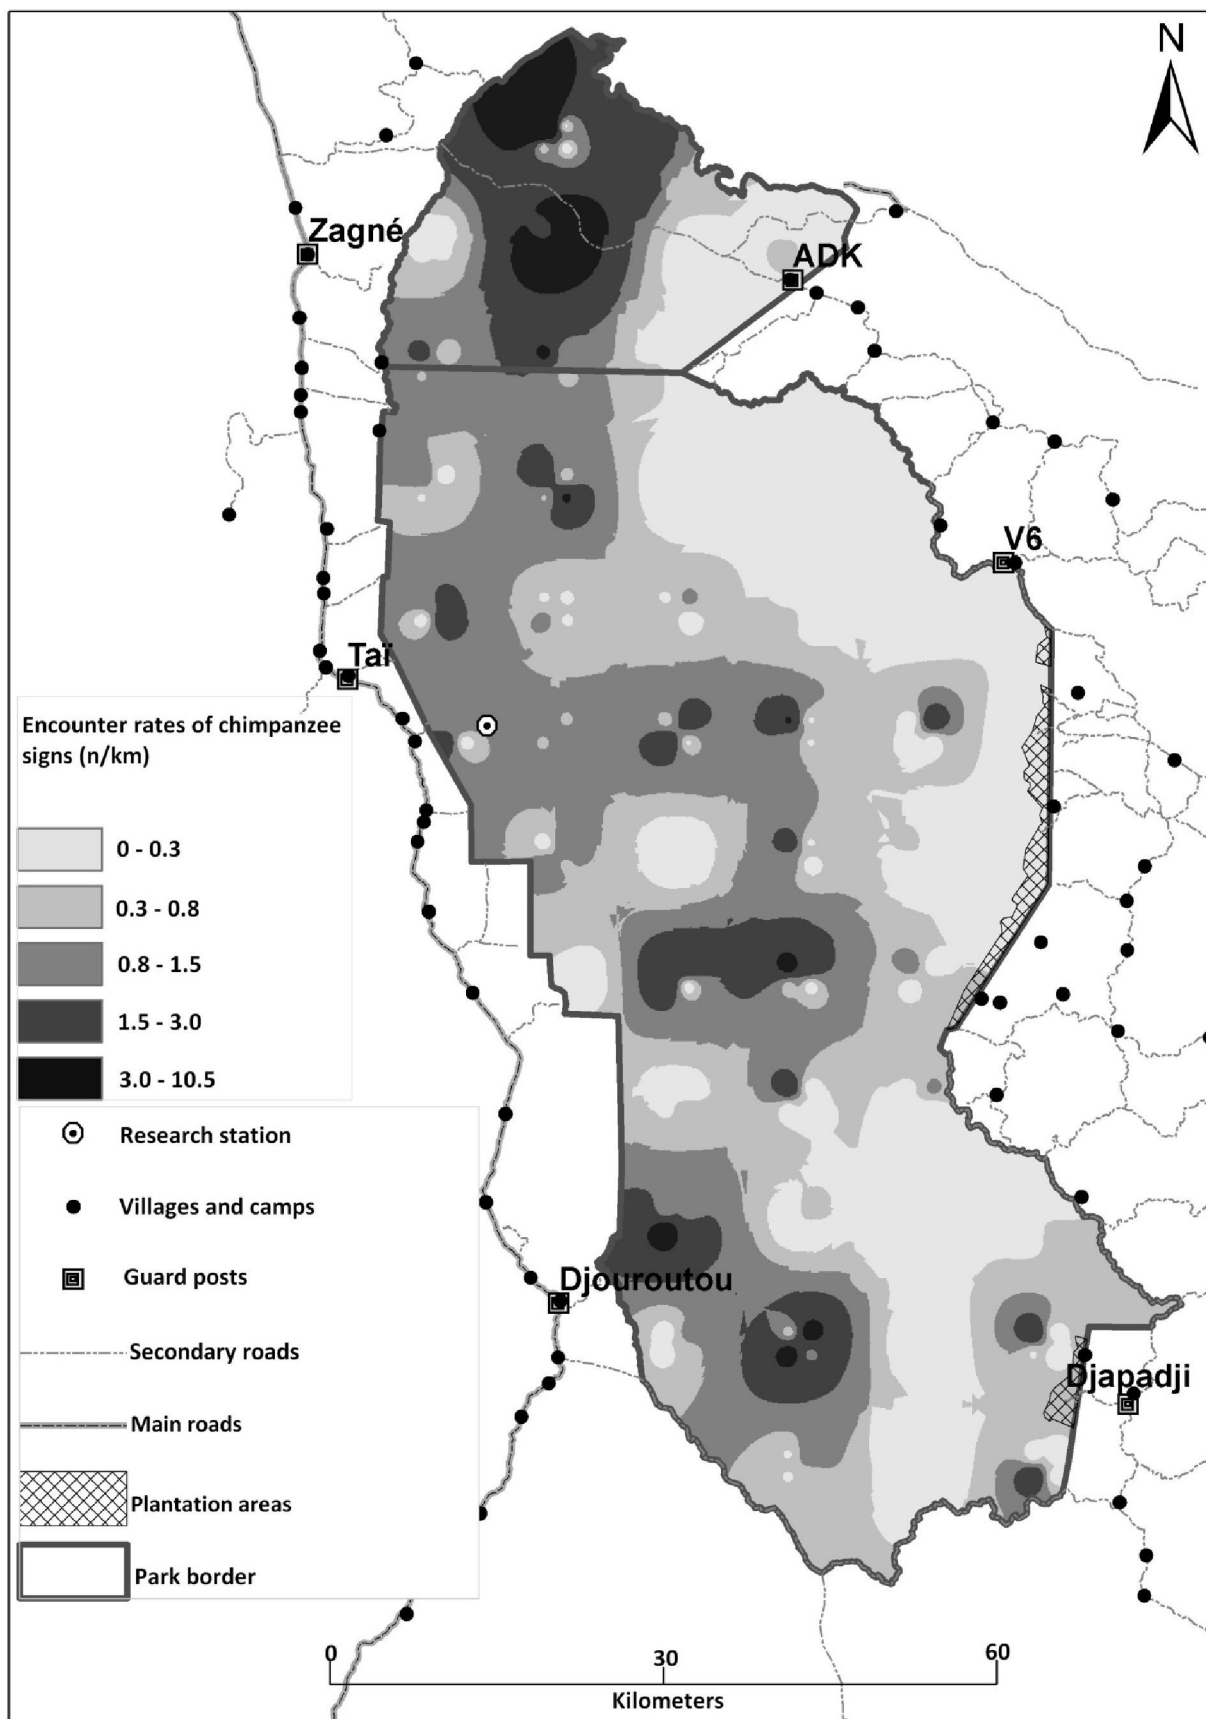 N
Zagné
ADK
V6
Taï
Encounter rates of chimpanzee
signs (n/km)
0 - 0.3
0.3 - 0.8
0.8 - 1.5
1.5 - 3.0
3.0 - 10.5
Research station
Villages and camps
Guard posts
Djouroutou
Secondary roads
Djapadji
Main roads
Plantation areas
Park border
0 30 60
Kilometers